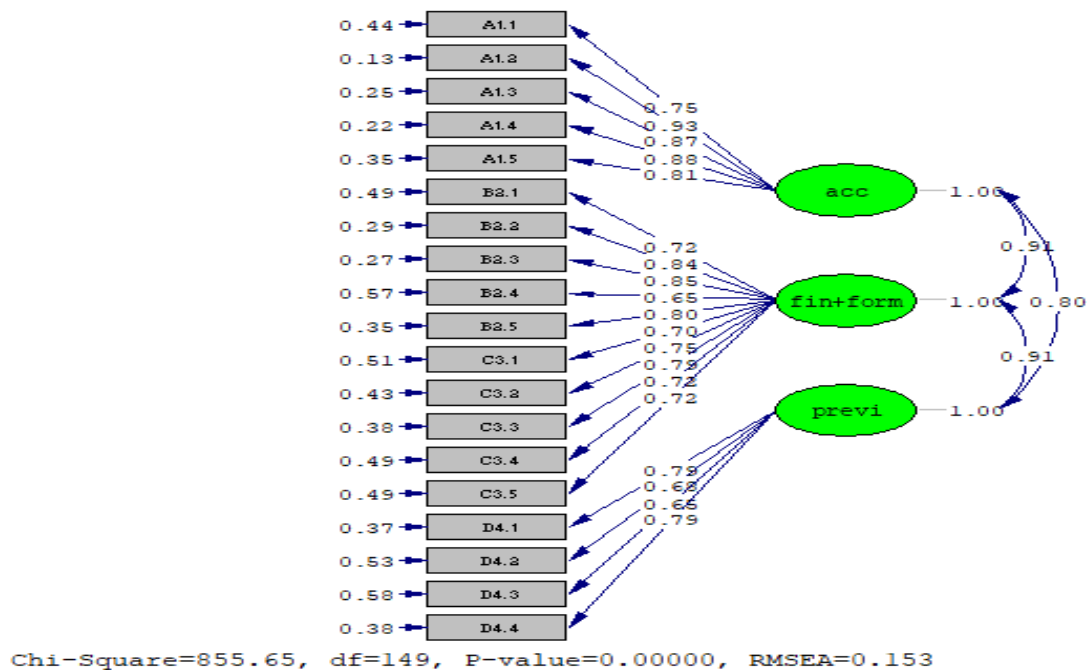 0.44 A1.1
0.13 A1.2
0.25 A1.3
0.22 A1.4
0.35 A1.5
0.49 B2.1
0.29 B2.2
0.27 B2.3
0.57 B2.4
0.35 B2.5
0.51 C3.1
0.43 C3.2
0.38 C3.3
0.49 C3.4
0.49 C3.5
0.37 D4.1
0.53 D4.2
0.58 D4.3
0.38 D4.4
0.75
0.93
0.87
0.88
0.81
0.72
0.84
0.85
0.65
0.80
0.70
0.75
0.79
0.72
0.72
0.79
0.68
0.65
0.79
acc 1.00
fin+form 1.00
previ 1.00
0.91
0.80
0.91
Chi-Square=855.65, df=149, P-value=0.00000, RMSEA=0.153